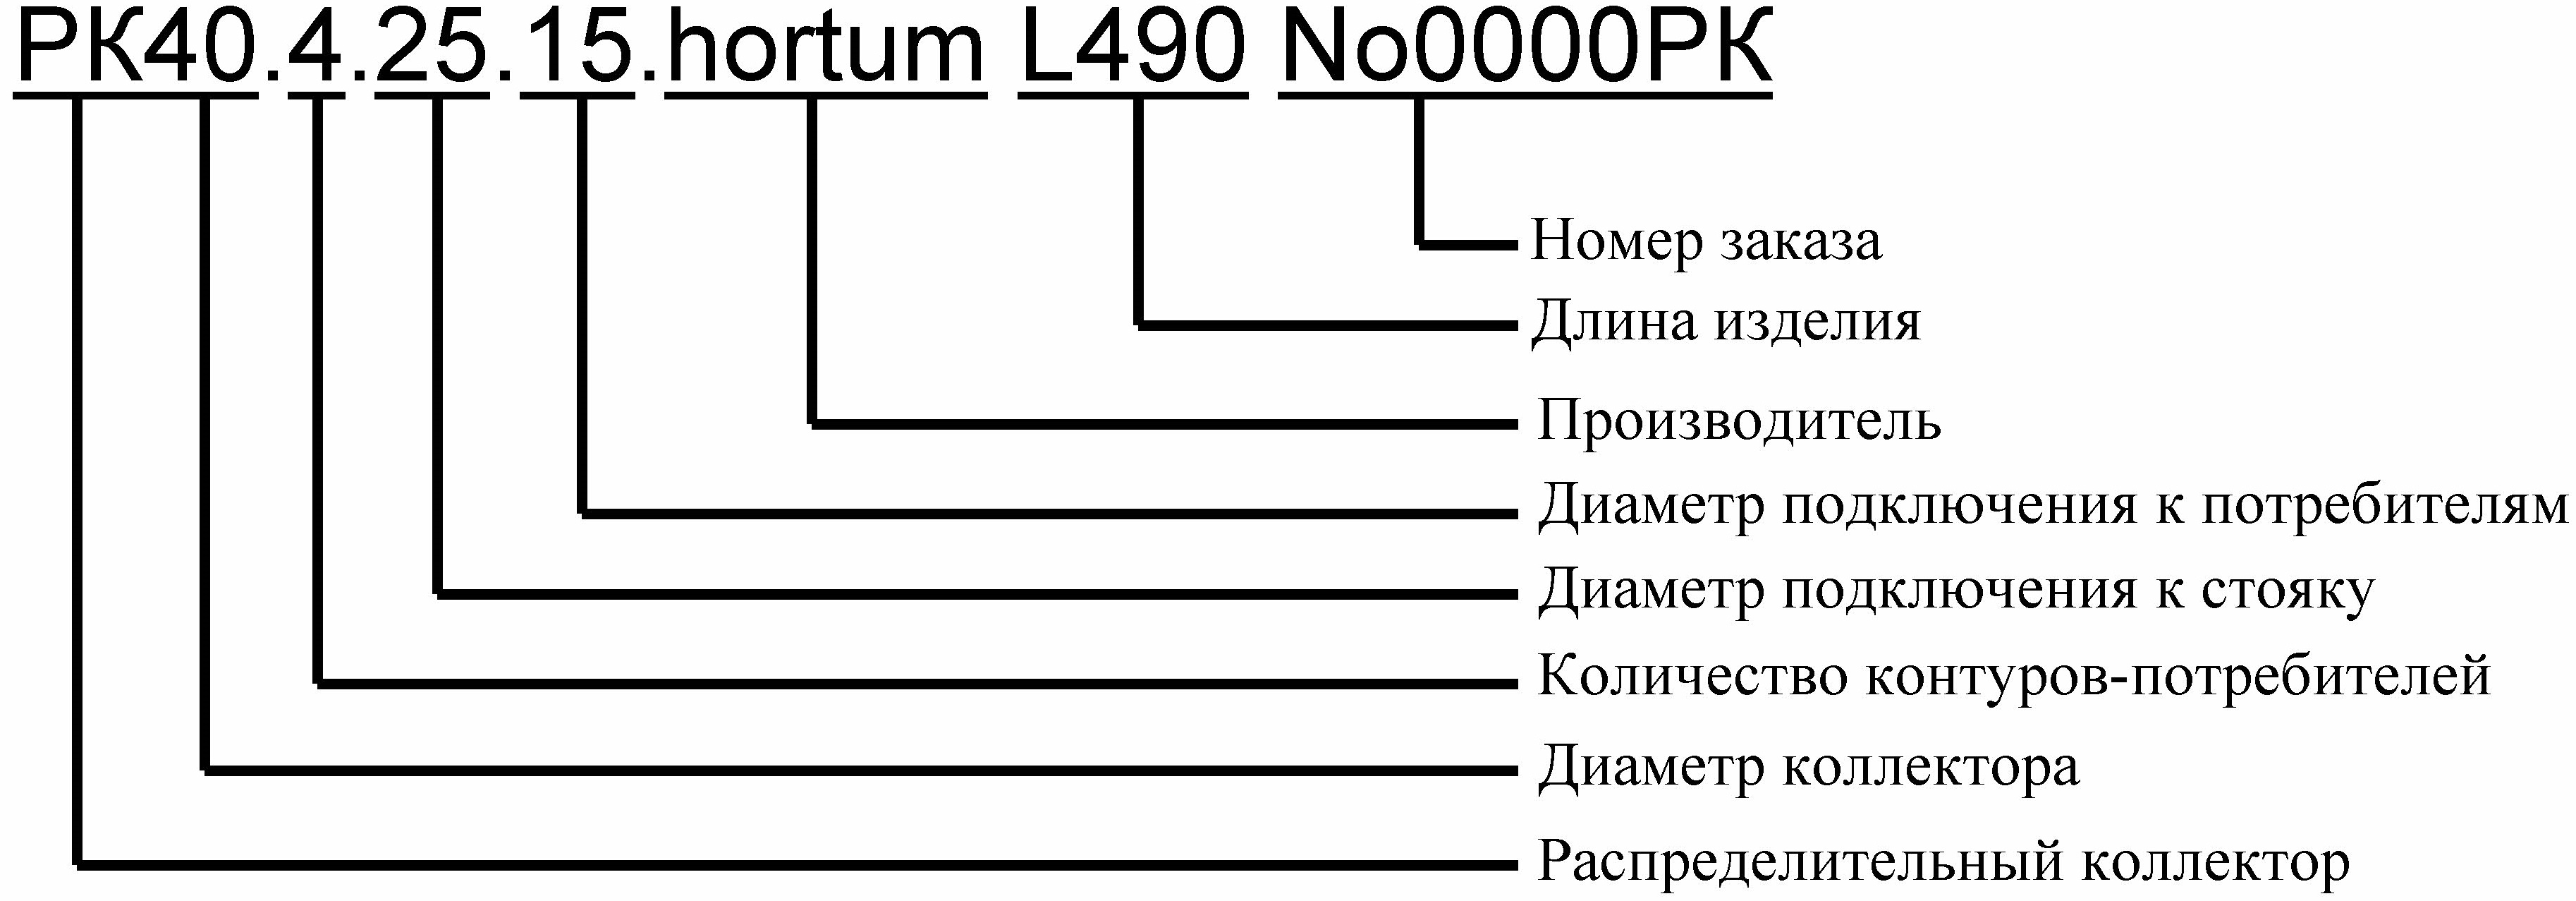 РК40.4.25.15.hortum L490 No0000РК
Номер заказа
Длина изделия
Производитель
Диаметр подключения к потребителям
Диаметр подключения к стояку
Количество контуров-потребителей
Диаметр коллектора
Распределительный коллектор